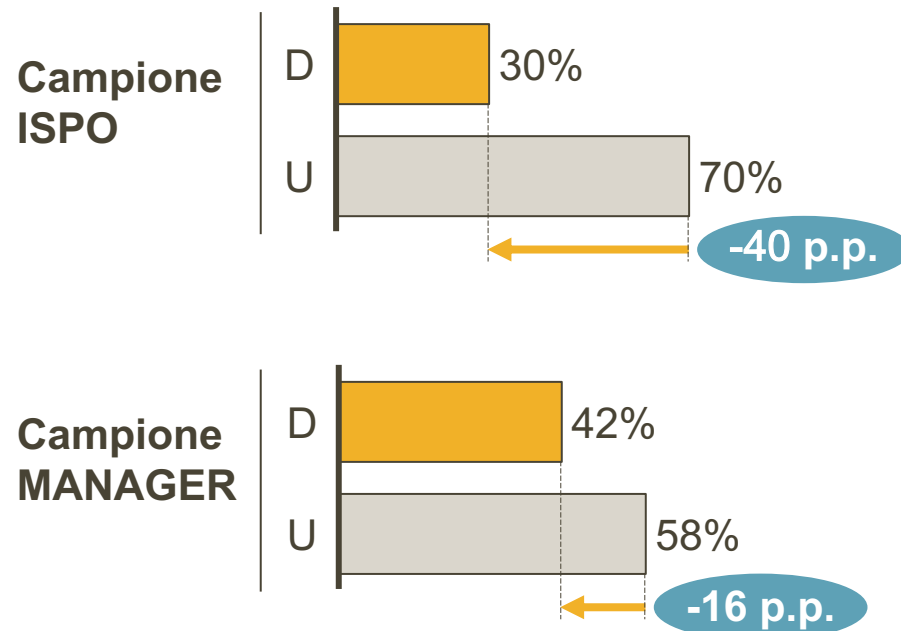 Campione
ISPO
D
30%
U
70%
-40 p.p.
Campione
MANAGER
D
42%
U
58%
-16 p.p.